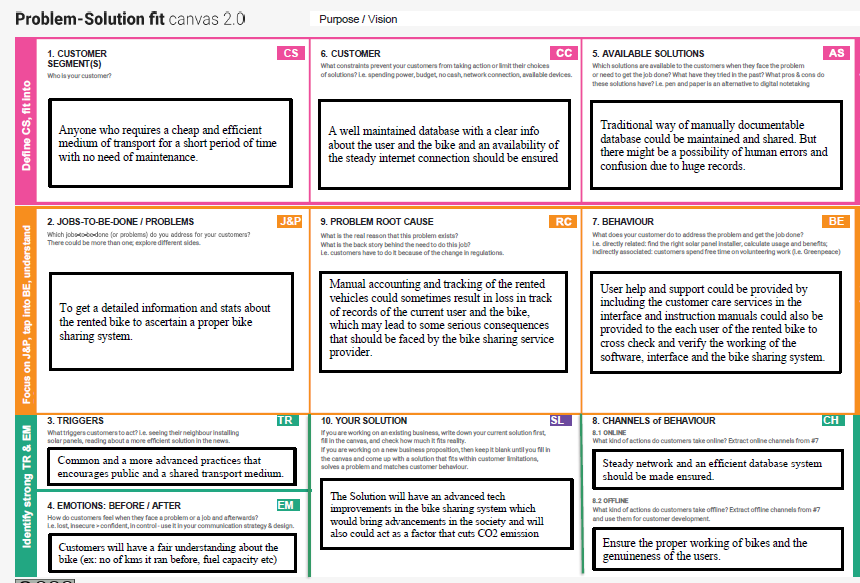 Problem-Solution fit canvas 2.0
Purpose / Vision
Define CS, fit into
1. CUSTOMER
SEGMENT(S)
CS
Who is your customer?
Anyone who requires a cheap and efficient
medium of transport for a short period of time
with no need of maintenance.
6. CUSTOMER
CC
What constraints prevent your customers from taking action or limit their choices
of solutions? i.e. spending power, budget, no cash, network connection, available devices.
A well maintained database with a clear info
about the user and the bike and an availability of
the steady internet connection should be ensured
5. AVAILABLE SOLUTIONS
AS
Which solutions are available to the customers when they face the problem
or need to get the job done? What have they tried in the past? What pros & cons do
these solutions have? i.e. pen and paper is an alternative to digital notetaking
Traditional way of manually documentable
database could be maintained and shared. But
there might be a possibility of human errors and
confusion due to huge records.
Focus on J&P, tap into BE, understand
2. JOBS-TO-BE-DONE / PROBLEMS
J&P
Which jobs-to-be-done (or problems) do you address for your customers?
There could be more than one; explore different sides.
To get a detailed information and stats about
the rented bike to ascertain a proper bike
sharing system.
9. PROBLEM ROOT CAUSE
RC
What is the real reason that this problem exists?
What is the back story behind the need to do this job?
i.e. customers have to do it because of the change in regulations.
Manual accounting and tracking of the rented
vehicles could sometimes result in loss in track
of records of the current user and the bike,
which may lead to some serious consequences
that should be faced by the bike sharing service
provider.
7. BEHAVIOUR
BE
What does your customer do to address the problem and get the job done?
i.e. directly related: find the right solar panel installer, calculate usage and benefits;
indirectly associated: customers spend free time on volunteering work (i.e. Greenpeace)
User help and support could be provided by
including the customer care services in the
interface and instruction manuals could also be
provided to the each user of the rented bike to
cross check and verify the working of the
software, interface and the bike sharing system.
Identify strong TR & EM
3. TRIGGERS
TR
What triggers customers to act? i.e. seeing their neighbour installing
solar panels, reading about a more efficient solution in the news.
Common and a more advanced practices that
encourages public and a shared transport medium.
4. EMOTIONS: BEFORE / AFTER
EM
How do customers feel when they face a problem or a job and afterwards?
i.e. lost, insecure > confident, in control - use it in your communication strategy & design.
Customers will have a fair understanding about the
bike (ex: no of kms it ran before, fuel capacity etc)
10. YOUR SOLUTION
SL
If you are working on an existing business, write down your current solution first,
fill in the canvas, and check how much it fits reality.
If you are working on a new business proposition, then keep it blank until you fill in
the canvas and come up with a solution that fits within customer limitations,
solves a problem and matches customer behaviour.
The Solution will have an advanced tech
improvements in the bike sharing system which
would bring advancements in the society and will
also could act as a factor that cuts CO2 emission
8. CHANNELS of BEHAVIOUR
CH
8.1 ONLINE
What kind of actions do customers take online? Extract online channels from #7
Steady network and an efficient database system
should be made ensured.
8.2 OFFLINE
What kind of actions do customers take offline? Extract offline channels from #7
and use them for customer development.
Ensure the proper working of bikes and the
genuineness of the users.